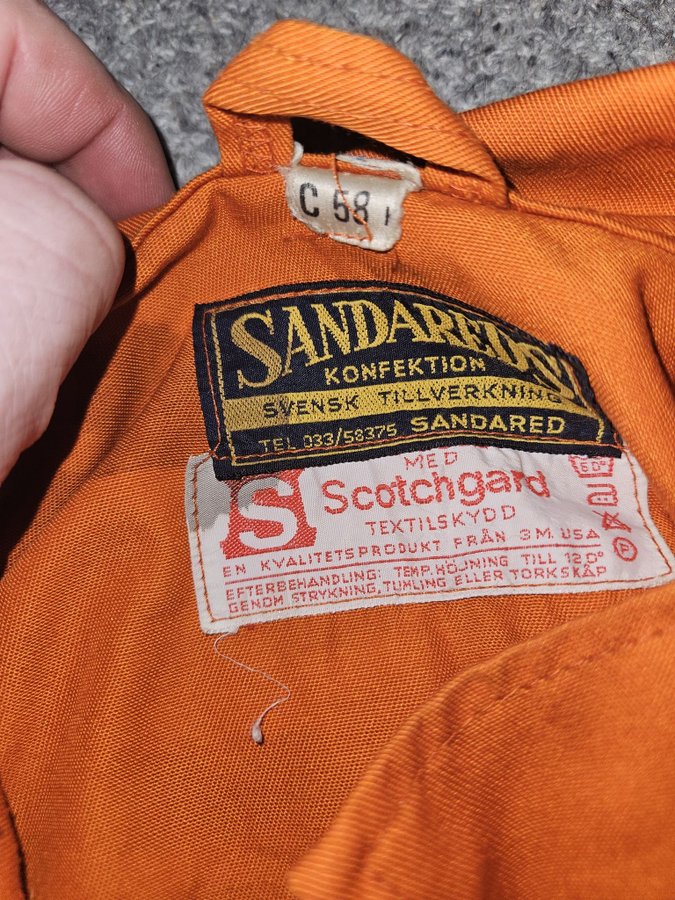 C 58
SANDAREDS
KONFEKTION
SVENSK TILLVERKNING
TEL 033/58375 SANDARED
S
MED
Scotchgard
TEXTILSKYDD
EN KVALITETSPRODUKT FRÅN 3M. USA
EFTERBEHANDLING: TEMP.HÖJNING TILL 120°
GENOM STRYKNING, TUMLING ELLER TORKSKÅP
60°
P